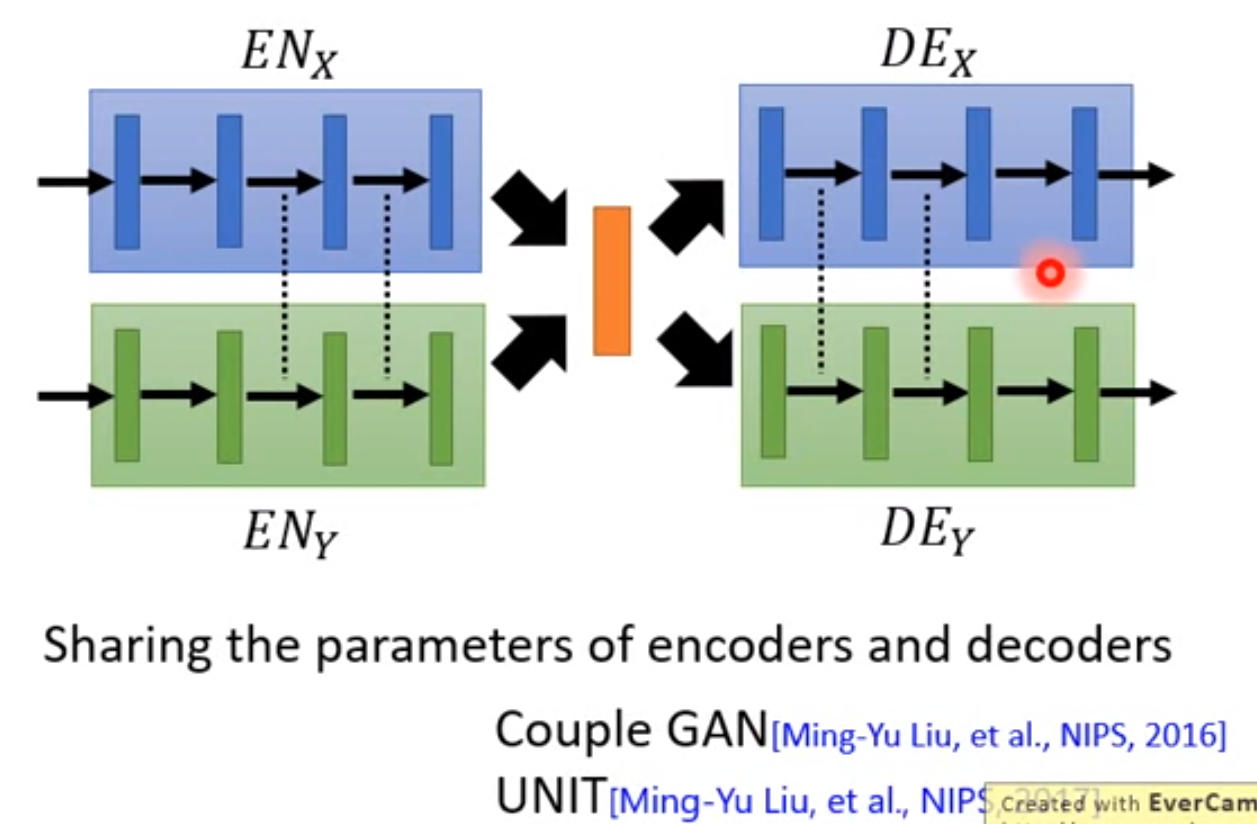 EN_X
DE_X
EN_Y
DE_Y
Sharing the parameters of encoders and decoders
Couple GAN[Ming-Yu Liu, et al., NIPS, 2016]
UNIT[Ming-Yu Liu, et al., NIPS, 2017]
Created with EverCam